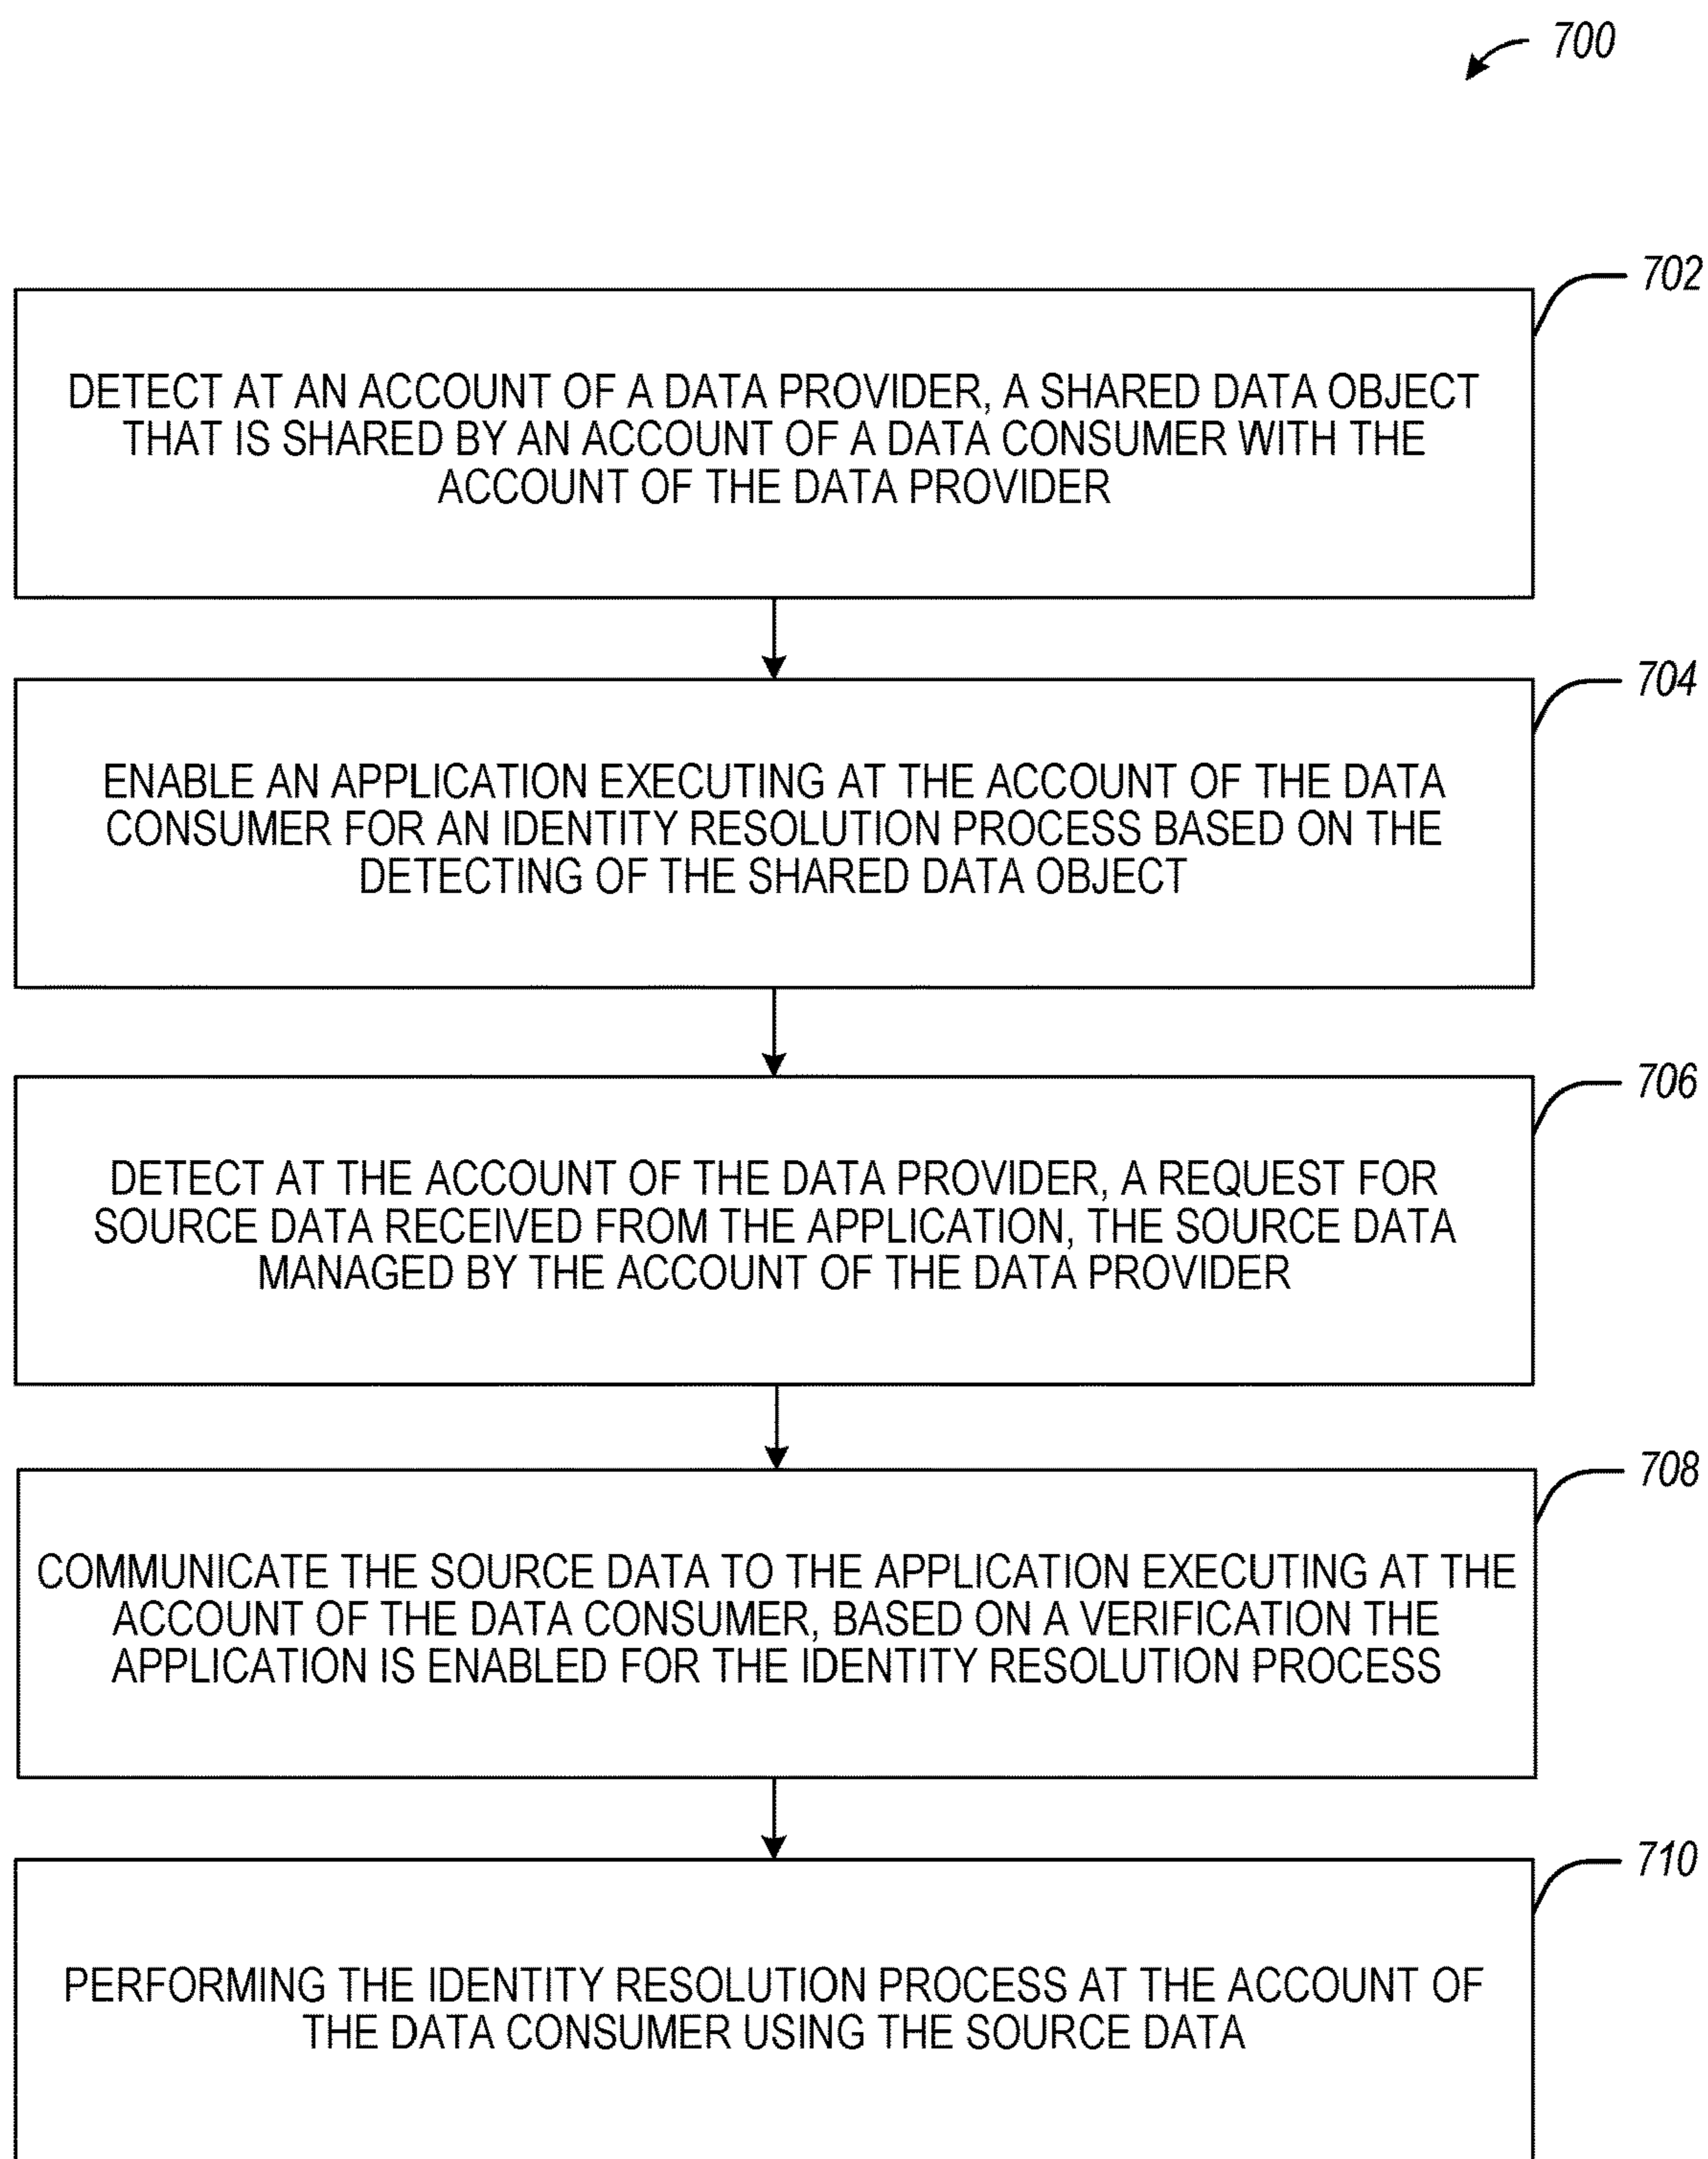 700
702
DETECT AT AN ACCOUNT OF A DATA PROVIDER, A SHARED DATA OBJECT
THAT IS SHARED BY AN ACCOUNT OF A DATA CONSUMER WITH THE
ACCOUNT OF THE DATA PROVIDER
704
ENABLE AN APPLICATION EXECUTING AT THE ACCOUNT OF THE DATA
CONSUMER FOR AN IDENTITY RESOLUTION PROCESS BASED ON THE
DETECTING OF THE SHARED DATA OBJECT
706
DETECT AT THE ACCOUNT OF THE DATA PROVIDER, A REQUEST FOR
SOURCE DATA RECEIVED FROM THE APPLICATION, THE SOURCE DATA
MANAGED BY THE ACCOUNT OF THE DATA PROVIDER
708
COMMUNICATE THE SOURCE DATA TO THE APPLICATION EXECUTING AT THE
ACCOUNT OF THE DATA CONSUMER, BASED ON A VERIFICATION THE
APPLICATION IS ENABLED FOR THE IDENTITY RESOLUTION PROCESS
710
PERFORMING THE IDENTITY RESOLUTION PROCESS AT THE ACCOUNT OF
THE DATA CONSUMER USING THE SOURCE DATA